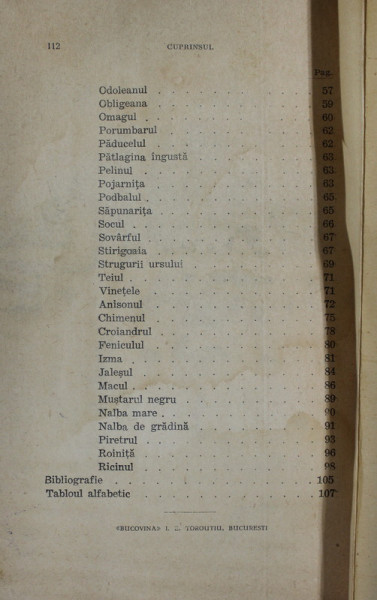 112 CUPRINSUL
Pag.
Odoleanul . . . . . . . . . . . 57
Obligeana . . . . . . . . . . . 59
Omagul . . . . . . . . . . . 60
Porumbarul . . . . . . . . . . 62
Păducelul . . . . . . . . . . . 62
Pătlagina îngustă . . . . . . . . 63
Pelinul . . . . . . . . . . . 63
Pojarnița . . . . . . . . . . . 63
Podbalul . . . . . . . . . . . 65
Săpunarița . . . . . . . . . . 65
Socul . . . . . . . . . . . . 66
Sovârful . . . . . . . . . . . 67
Stirigoaia . . . . . . . . . . . 67
Strugurii ursului . . . . . . . . 69
Teiul . . . . . . . . . . . . 71
Vinețele . . . . . . . . . . . 71
Anisonul . . . . . . . . . . . 72
Chimenul . . . . . . . . . . . 75
Croiandrul . . . . . . . . . . 78
Feniculul . . . . . . . . . . . 80
Izma . . . . . . . . . . . . 81
Jaleșul . . . . . . . . . . . 84
Macul . . . . . . . . . . . . 86
Muștarul negru . . . . . . . . . 89
Nalba mare . . . . . . . . . . 90
Nalba de grădină . . . . . . . . 91
Piretrul . . . . . . . . . . . 93
Roiniță . . . . . . . . . . . 96
Ricinul . . . . . . . . . . . 98
Bibliografie . . . . . . . . . . . . 105
Tabloul alfabetic . . . . . . . . . . 107
«BUCOVINA» I. E. TOROUȚIU, BUCUREȘTI